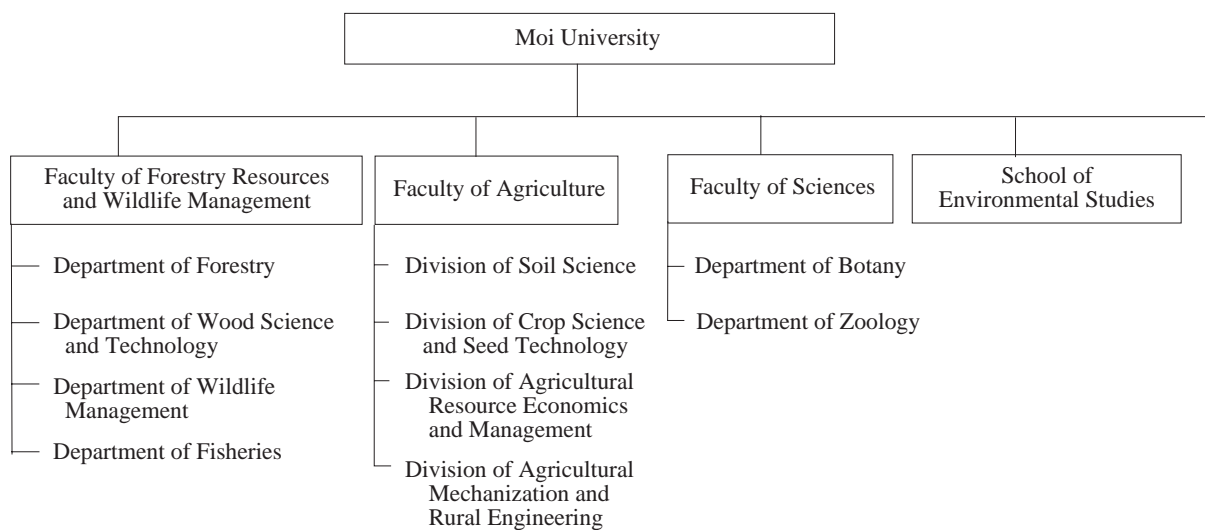 Moi University
Faculty of Forestry Resources
and Wildlife Management
Department of Forestry
Department of Wood Science
and Technology
Department of Wildlife
Management
Department of Fisheries
Faculty of Agriculture
Division of Soil Science
Division of Crop Science
and Seed Technology
Division of Agricultural
Resource Economics
and Management
Division of Agricultural
Mechanization and
Rural Engineering
Faculty of Sciences
Department of Botany
Department of Zoology
School of
Environmental Studies